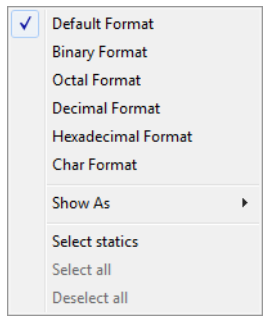 Default Format
Binary Format
Octal Format
Decimal Format
Hexadecimal Format
Char Format
Show As
Select statics
Select all
Deselect all